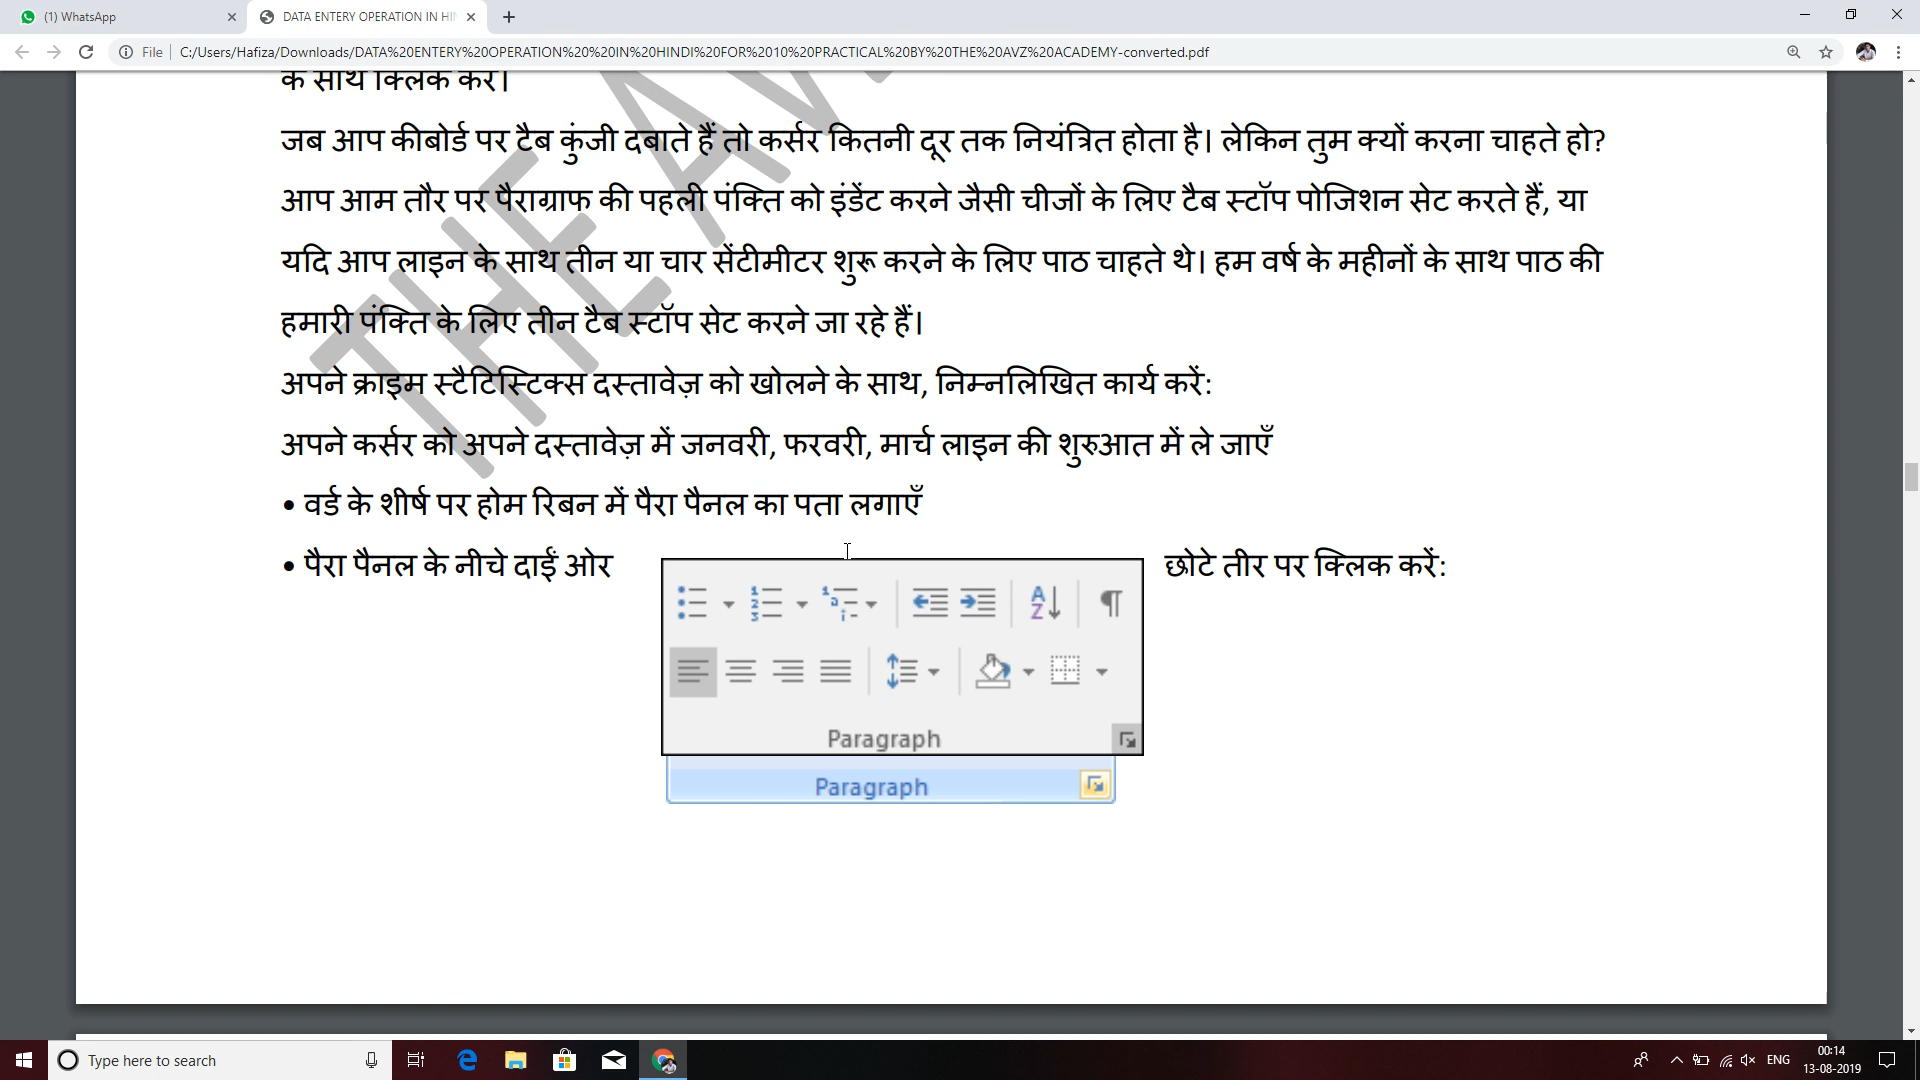 (1) WhatsApp
DATA ENTERY OPERATION IN HIN
File C:/Users/Hafiza/Downloads/DATA%20ENTERY%20OPERATION%20%20IN%20HINDI%20FOR%2010%20PRACTICAL%20BY%20THE%20AVZ%20ACADEMY-converted.pdf
के साथ क्लिक करें।
जब आप कीबोर्ड पर टैब कुंजी दबाते हैं तो कर्सर कितनी दूर तक नियंत्रित होता है। लेकिन तुम क्यों करना चाहते हो?
आप आम तौर पर पैराग्राफ की पहली पंक्ति को इंडेंट करने जैसी चीजों के लिए टैब स्टॉप पोजिशन सेट करते हैं, या
यदि आप लाइन के साथ तीन या चार सेंटीमीटर शुरू करने के लिए पाठ चाहते थे। हम वर्ष के महीनों के साथ पाठ की
हमारी पंक्ति के लिए तीन टैब स्टॉप सेट करने जा रहे हैं।
अपने क्राइम स्टैटिस्टिक्स दस्तावेज़ को खोलने के साथ, निम्नलिखित कार्य करें:
अपने कर्सर को अपने दस्तावेज़ में जनवरी, फरवरी, मार्च लाइन की शुरुआत में ले जाएँ
• वर्ड के शीर्ष पर होम रिबन में पैरा पैनल का पता लगाएँ
• पैरा पैनल के नीचे दाईं ओर छोटे तीर पर क्लिक करें:
Paragraph
Paragraph
THE AV
Type here to search
ENG
00:14
13-08-2019